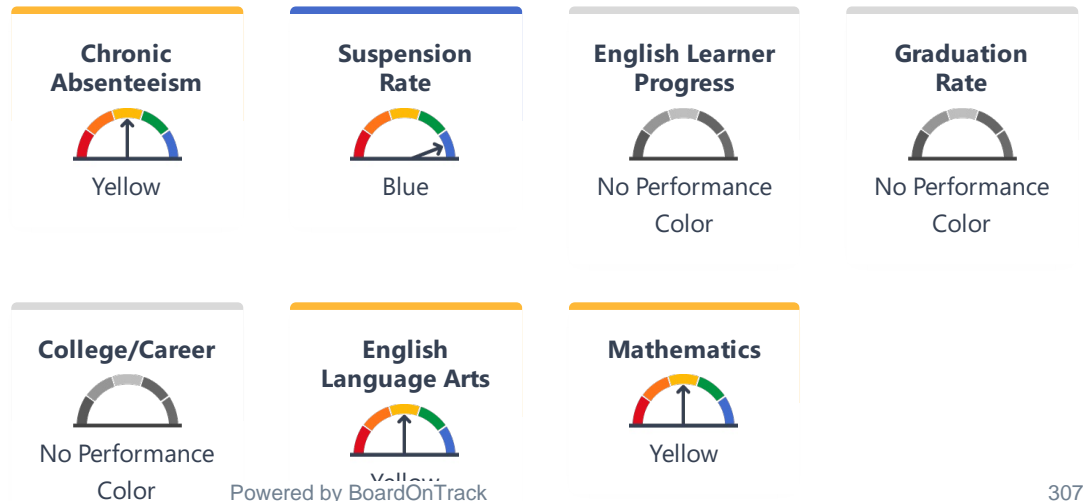 Chronic
Absenteeism
Yellow
Suspension
Rate
Blue
English Learner
Progress
No Performance
Color
Graduation
Rate
No Performance
Color
College/Career
No Performance
Color
English
Language Arts
Yellow
Mathematics
Yellow
Powered by BoardOnTrack
307